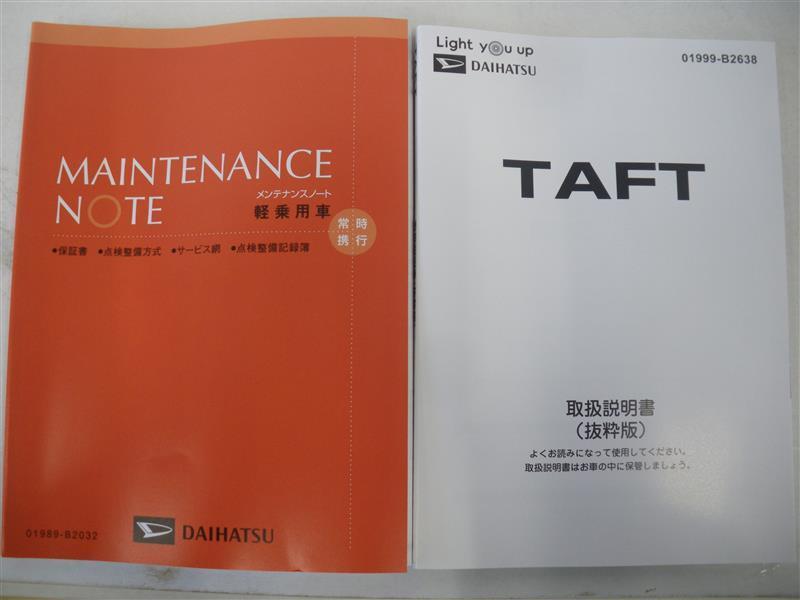 MAINTENANCE
NOTE
メンテナンスノート
軽乗用車
常時
携行
●保証書 ●点検整備方式 ●サービス網 ●点検整備記録簿
01989-B2032
DAIHATSU
Light you up
DAIHATSU
01999-B2638
TAFT
取扱説明書
(抜粋版)
よくお読みになって使用してください。
取扱説明書はお車の中に保管しましょう。